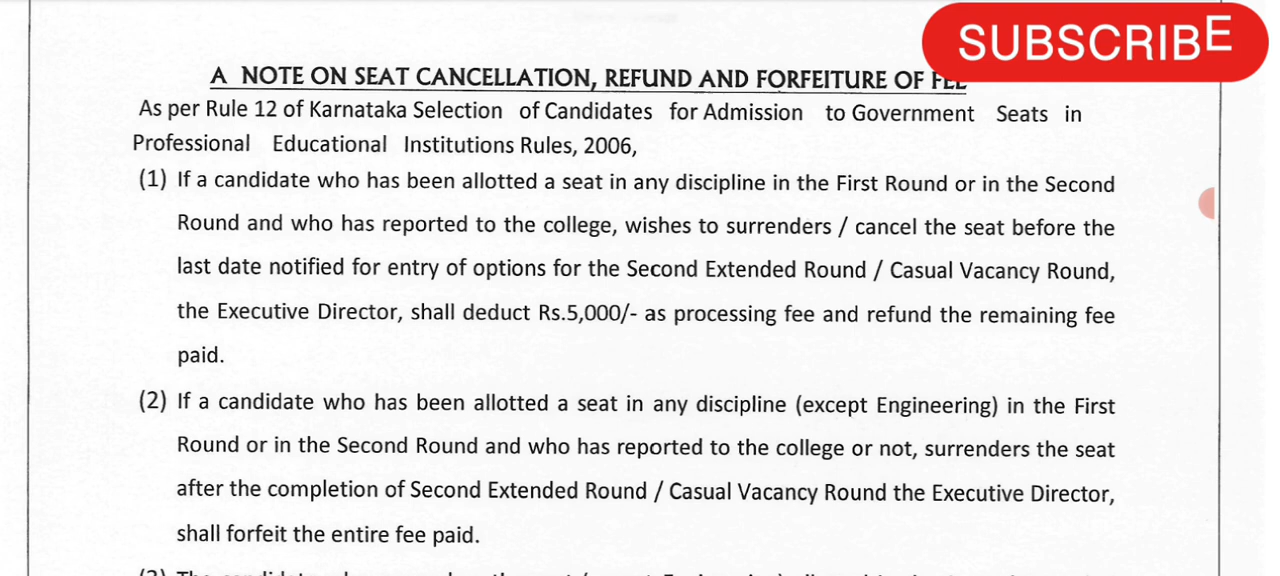 SUBSCRIBE
A NOTE ON SEAT CANCELLATION, REFUND AND FORFEITURE OF FEE
As per Rule 12 of Karnataka Selection of Candidates for Admission to Government Seats in
Professional Educational Institutions Rules, 2006,
(1) If a candidate who has been allotted a seat in any discipline in the First Round or in the Second
Round and who has reported to the college, wishes to surrenders / cancel the seat before the
last date notified for entry of options for the Second Extended Round / Casual Vacancy Round,
the Executive Director, shall deduct Rs.5,000/- as processing fee and refund the remaining fee
paid.
(2) If a candidate who has been allotted a seat in any discipline (except Engineering) in the First
Round or in the Second Round and who has reported to the college or not, surrenders the seat
after the completion of Second Extended Round / Casual Vacancy Round the Executive Director,
shall forfeit the entire fee paid.